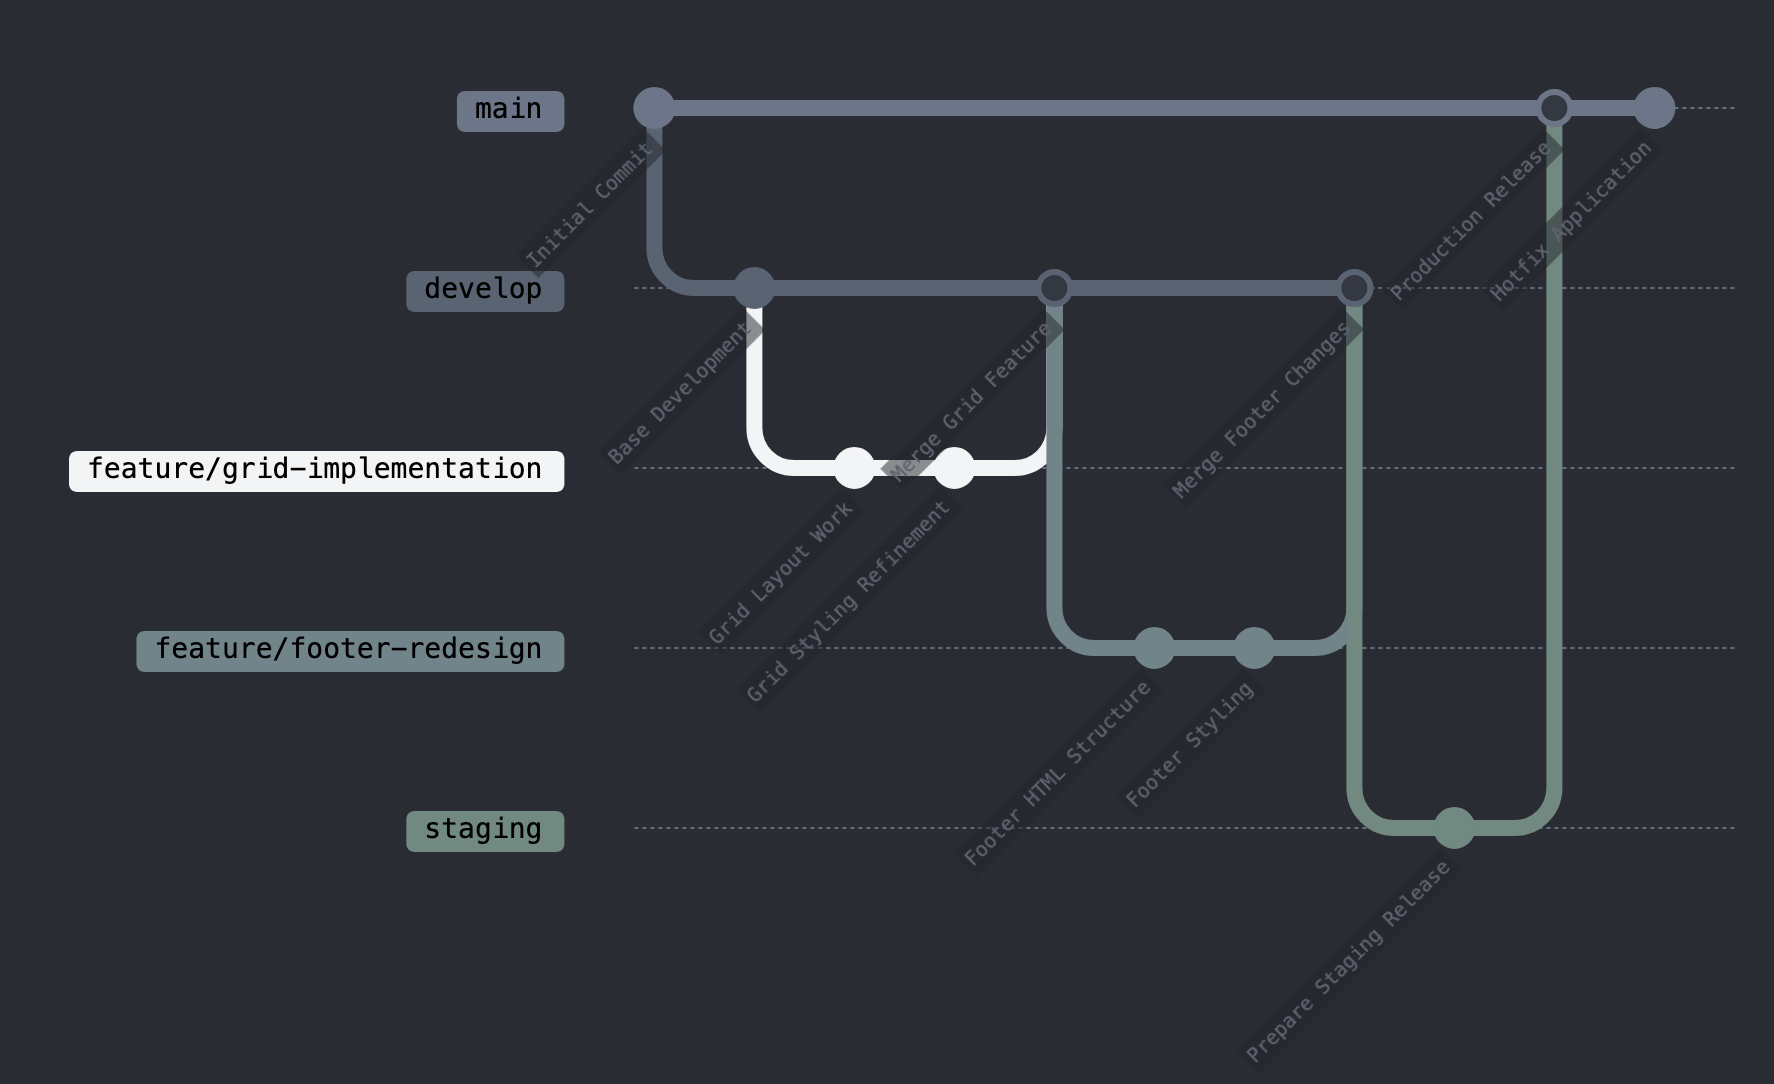 main
Initial Commit
Production Release
Hotfix Application
develop
Base Development
Merge Grid Feature
Merge Footer Changes
feature/grid-implementation
Grid Layout Work
Grid Styling Refinement
feature/footer-redesign
Footer HTML Structure
Footer Styling
staging
Prepare Staging Release